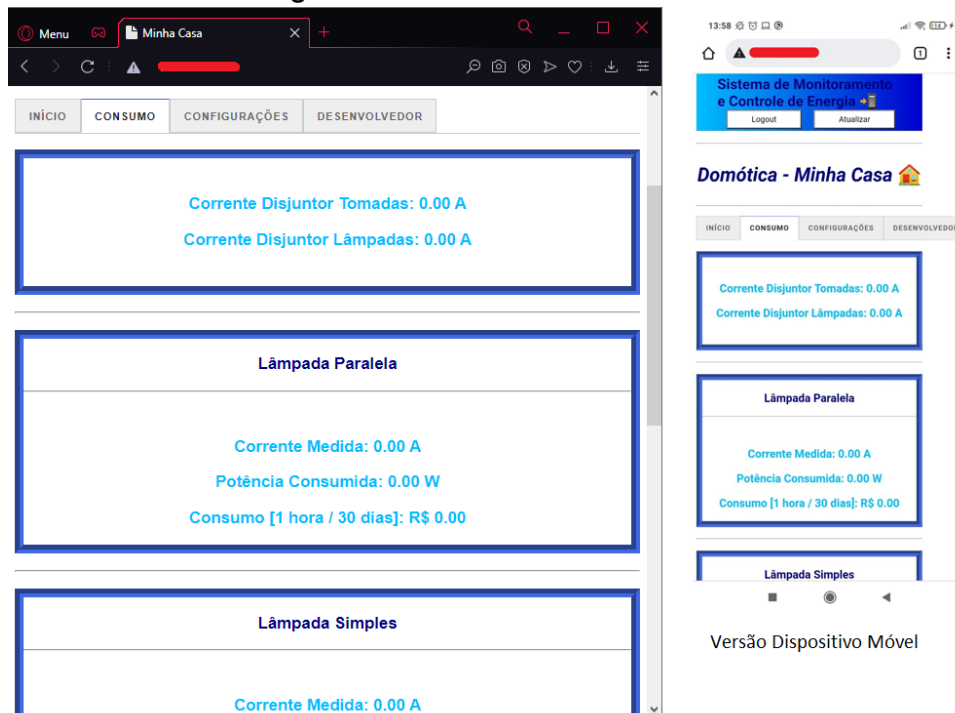 Menu
Minha Casa
INÍCIO
CONSUMO
CONFIGURAÇÕES
DESENVOLVEDOR
Corrente Disjuntor Tomadas: 0.00 A
Corrente Disjuntor Lâmpadas: 0.00 A
Lâmpada Paralela
Corrente Medida: 0.00 A
Potência Consumida: 0.00 W
Consumo [1 hora / 30 dias]: R$ 0.00
Lâmpada Simples
Corrente Medida: 0.00 A
13:58
1
Sistema de Monitoramento
e Controle de Energia
Logout
Atualizar
Domótica - Minha Casa
INÍCIO
CONSUMO
CONFIGURAÇÕES
DESENVOLVEDOR
Corrente Disjuntor Tomadas: 0.00 A
Corrente Disjuntor Lâmpadas: 0.00 A
Lâmpada Paralela
Corrente Medida: 0.00 A
Potência Consumida: 0.00 W
Consumo [1 hora / 30 dias]: R$ 0.00
Lâmpada Simples
Versão Dispositivo Móvel